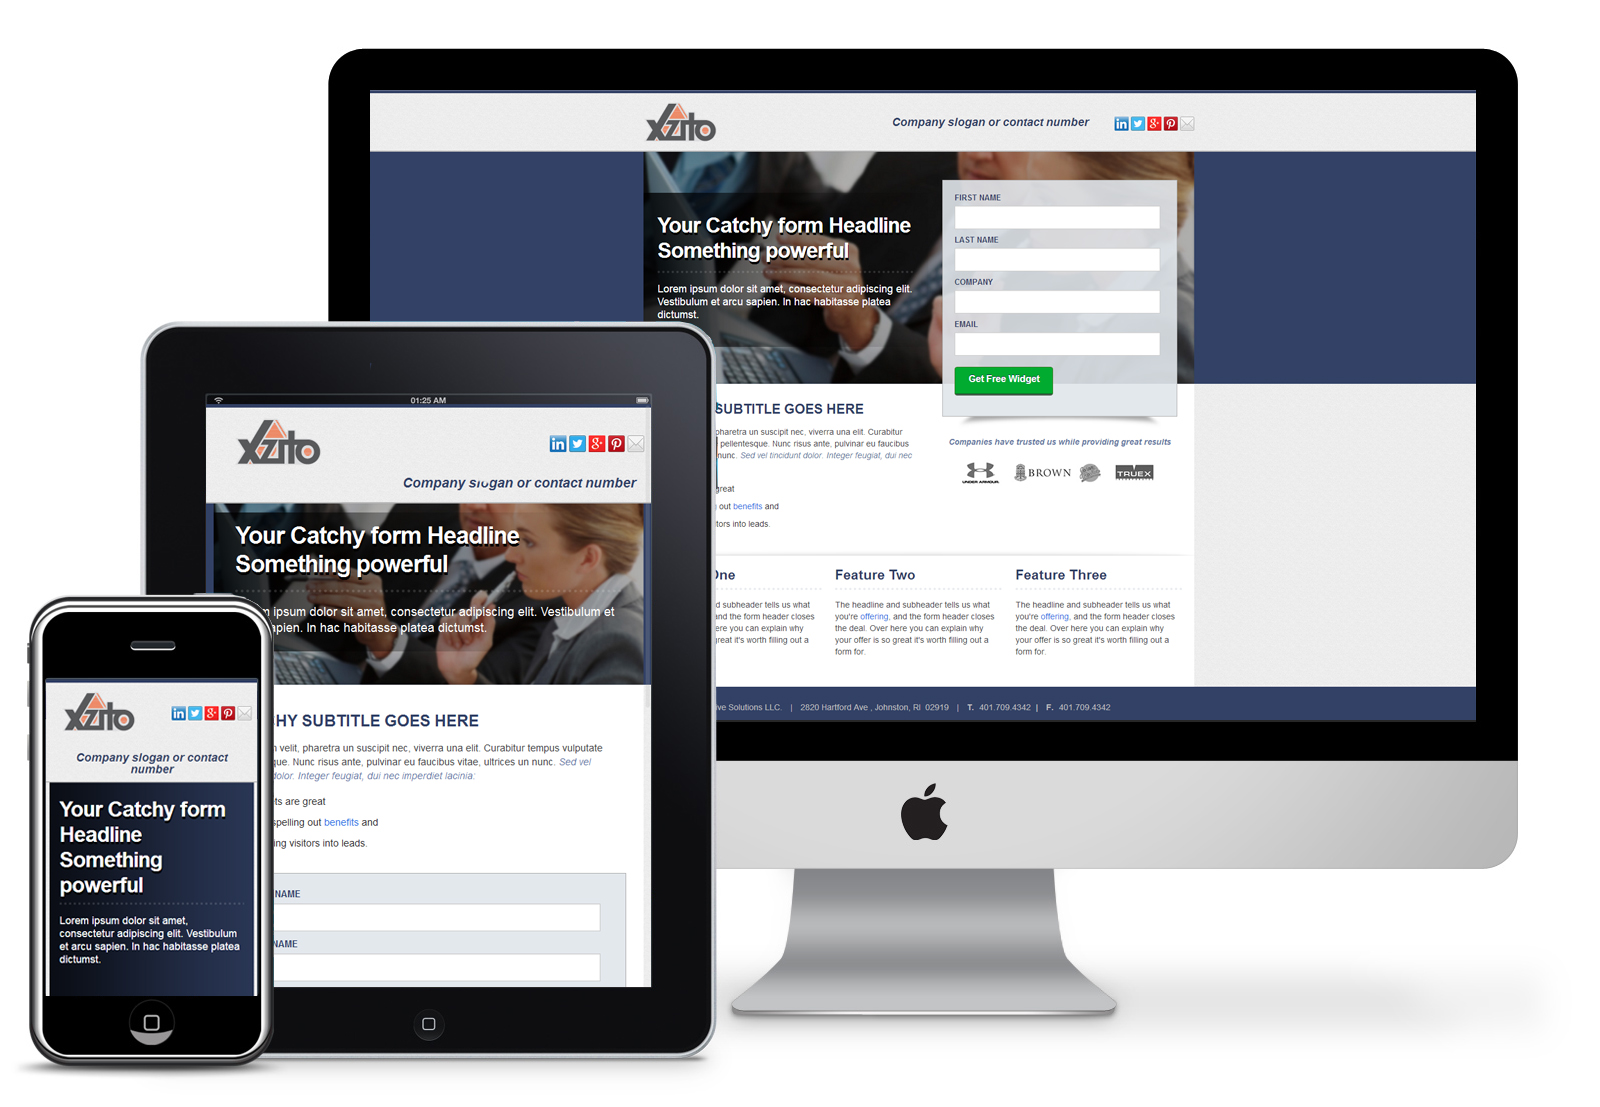 xzito
Company slogan or contact number
Your Catchy form Headline
Something powerful
Lorem ipsum dolor sit amet, consectetur adipiscing elit.
Vestibulum et arcu sapien. In hac habitasse platea
dictumst.
FIRST NAME
LAST NAME
COMPANY
EMAIL
Get Free Widget
SUBTITLE GOES HERE
pharetra un suscipit nec, viverra una elit. Curabitur
pellentesque. Nunc risus ante, pulvinar eu faucibus
nunc. Sed vel tincidunt dolor. Integer feugiat, dui nec
great
out benefits and
tors into leads.
Companies have trusted us while providing great results
UNDER ARMOUR
BROWN
TRUEX
One
d subheader tells us what
and the form header closes
ere you can explain why
great it's worth filling out a
Feature Two
The headline and subheader tells us what
you're offering, and the form header closes
the deal. Over here you can explain why
your offer is so great it's worth filling out a
form for.
Feature Three
The headline and subheader tells us what
you're offering, and the form header closes
the deal. Over here you can explain why
your offer is so great it's worth filling out a
form for.
ive Solutions LLC. | 2820 Hartford Ave , Johnston, RI 02919 | T. 401.709.4342 | F. 401.709.4342
01:25 AM
xzito
Company slogan or contact number
Your Catchy form Headline
Something powerful
m ipsum dolor sit amet, consectetur adipiscing elit. Vestibulum et
apien. In hac habitasse platea dictumst.
HY SUBTITLE GOES HERE
n velit, pharetra un suscipit nec, viverra una elit. Curabitur tempus vulputate
que. Nunc risus ante, pulvinar eu faucibus vitae, ultrices un nunc. Sed vel
dolor. Integer feugiat, dui nec imperdiet lacinia:
ts are great
spelling out benefits and
ing visitors into leads.
NAME
NAME
xzito
Company slogan or contact
number
Your Catchy form
Headline
Something
powerful
Lorem ipsum dolor sit amet,
consectetur adipiscing elit. Vestibulum
et arcu sapien. In hac habitasse platea
dictumst.